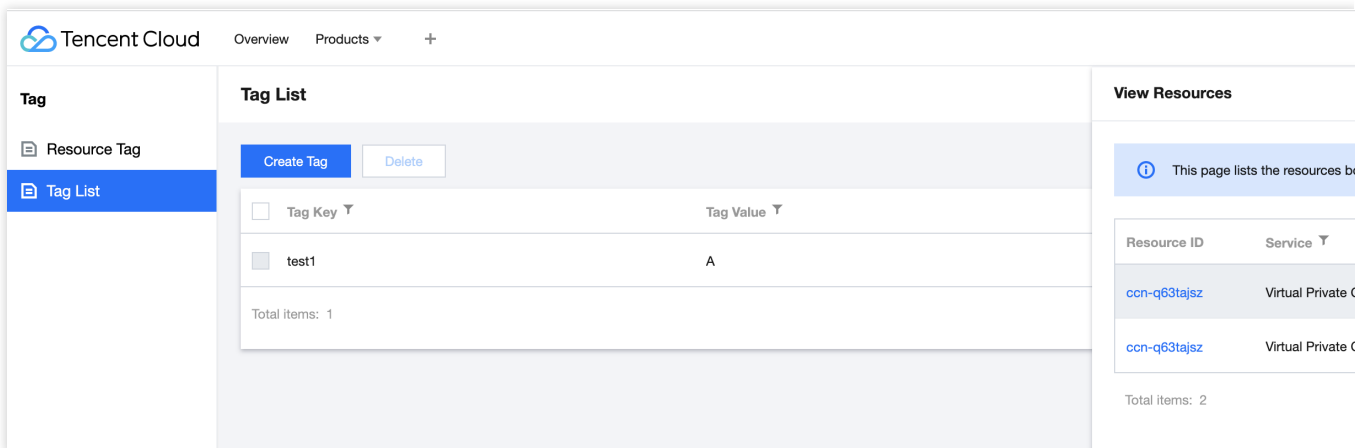 Tencent Cloud Overview Products +
Tag
Resource Tag
Tag List
Tag List
Create Tag Delete
Tag Key Tag Value
test1 A
Total items: 1
View Resources
This page lists the resources
Resource ID Service
ccn-q63tajsz Virtual Private
ccn-q63tajsz Virtual Private
Total items: 2